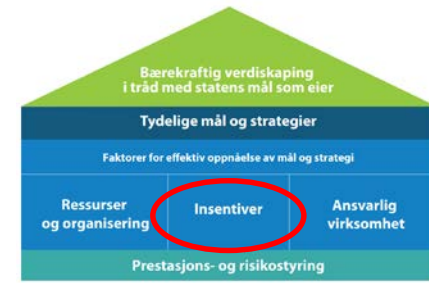 Bærekraftig verdiskaping
i tråd med statens mål som eier
Tydelige mål og strategier
Faktorer for effektiv oppnåelse av mål og strategi
Ressurser
og organisering
Insentiver
Ansvarlig
virksomhet
Prestasjons- og risikostyring